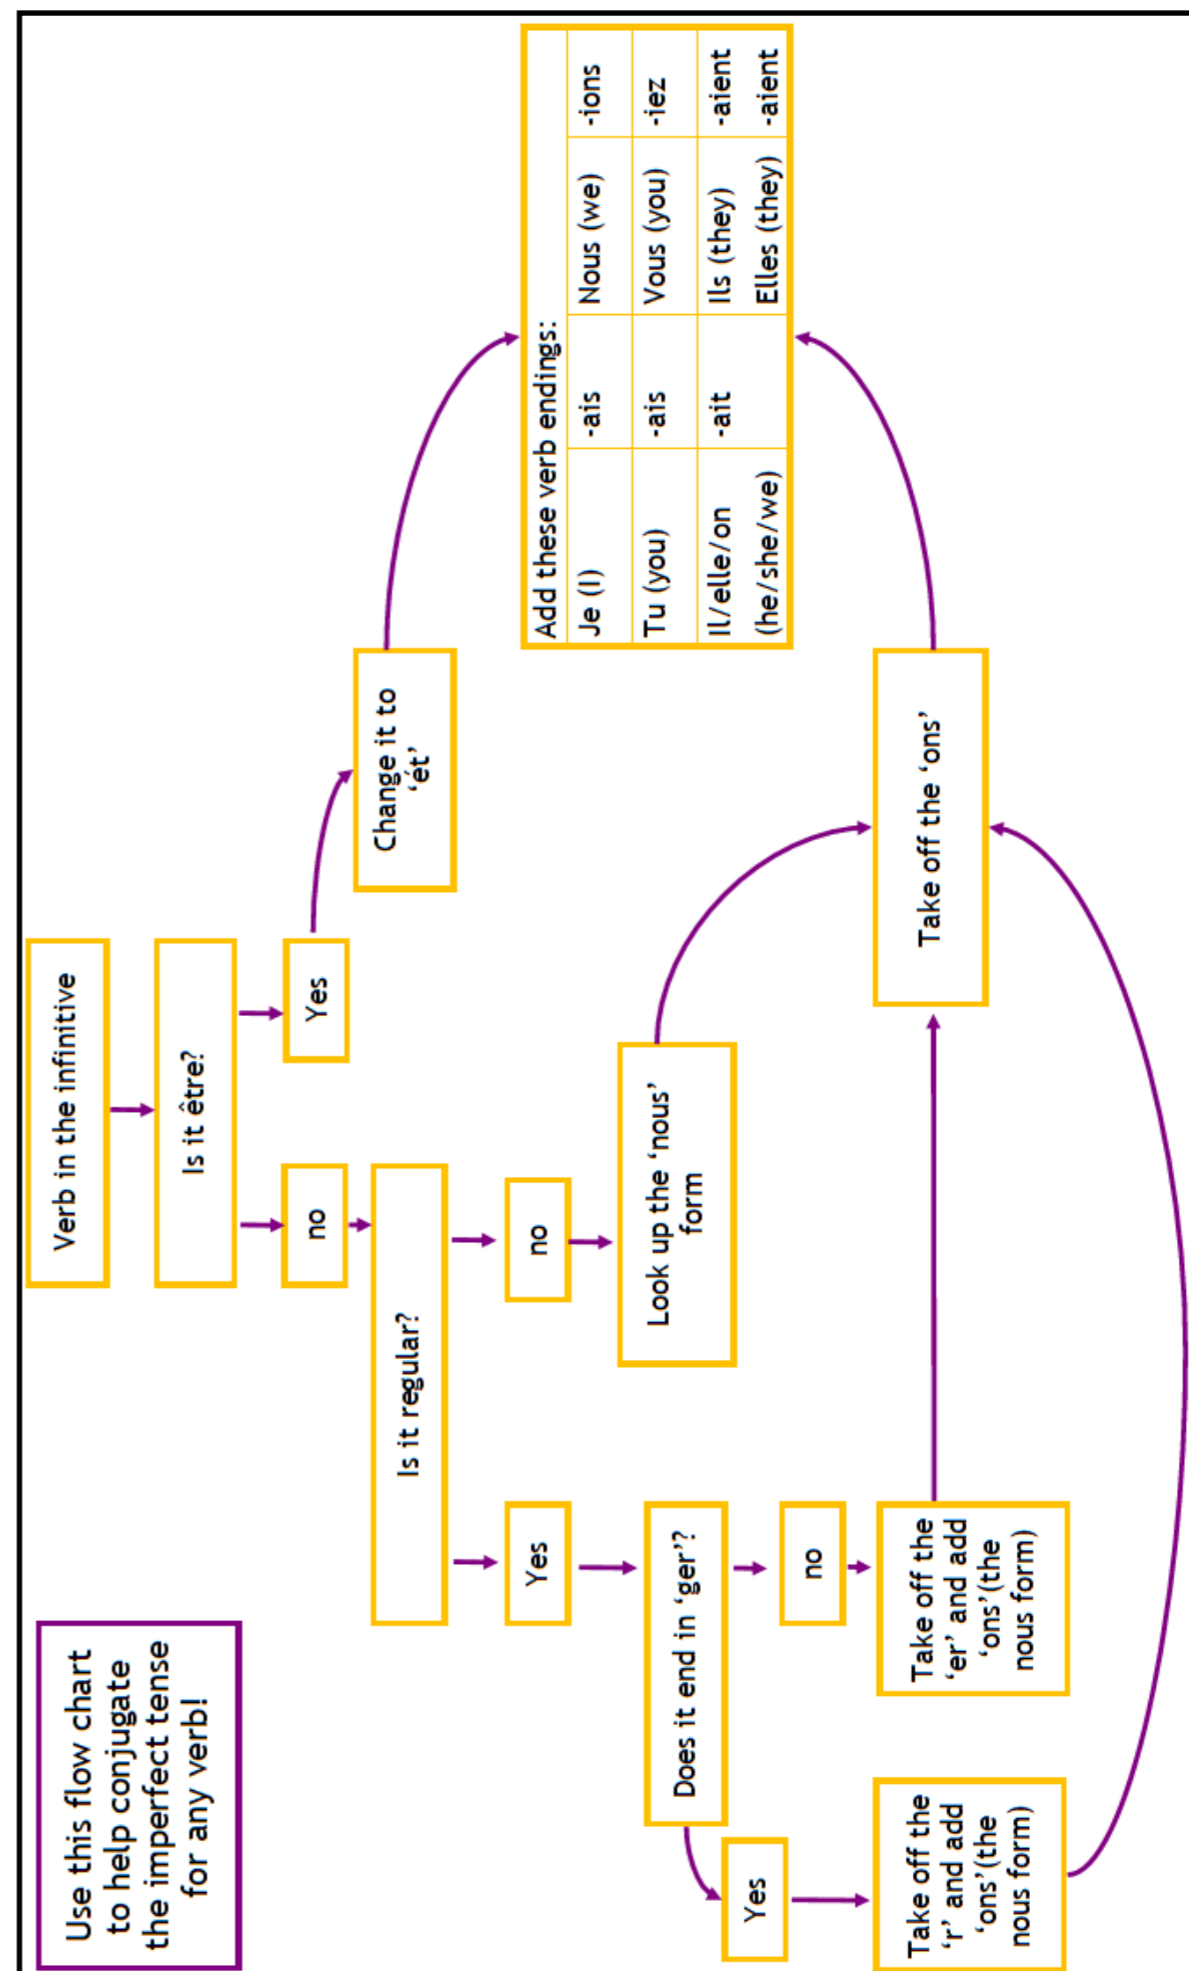 Use this flow chart
to help conjugate
the imperfect tense
for any verb!
Verb in the infinitive
Is it être?
no
Yes
Change it to
‘ét’
Is it regular?
Yes
no
Look up the ‘nous’
form
Does it end in ‘ger’?
Yes
no
Take off the
‘r’ and add
‘ons’(the
nous form)
Take off the
‘er’ and add
‘ons’(the
nous form)
Take off the ‘ons’
Add these verb endings:
Je (I) -ais Nous (we) -ions
Tu (you) -ais Vous (you) -iez
Il/elle/on -ait Ils (they) -aient
(he/she/we) Elles (they) -aient